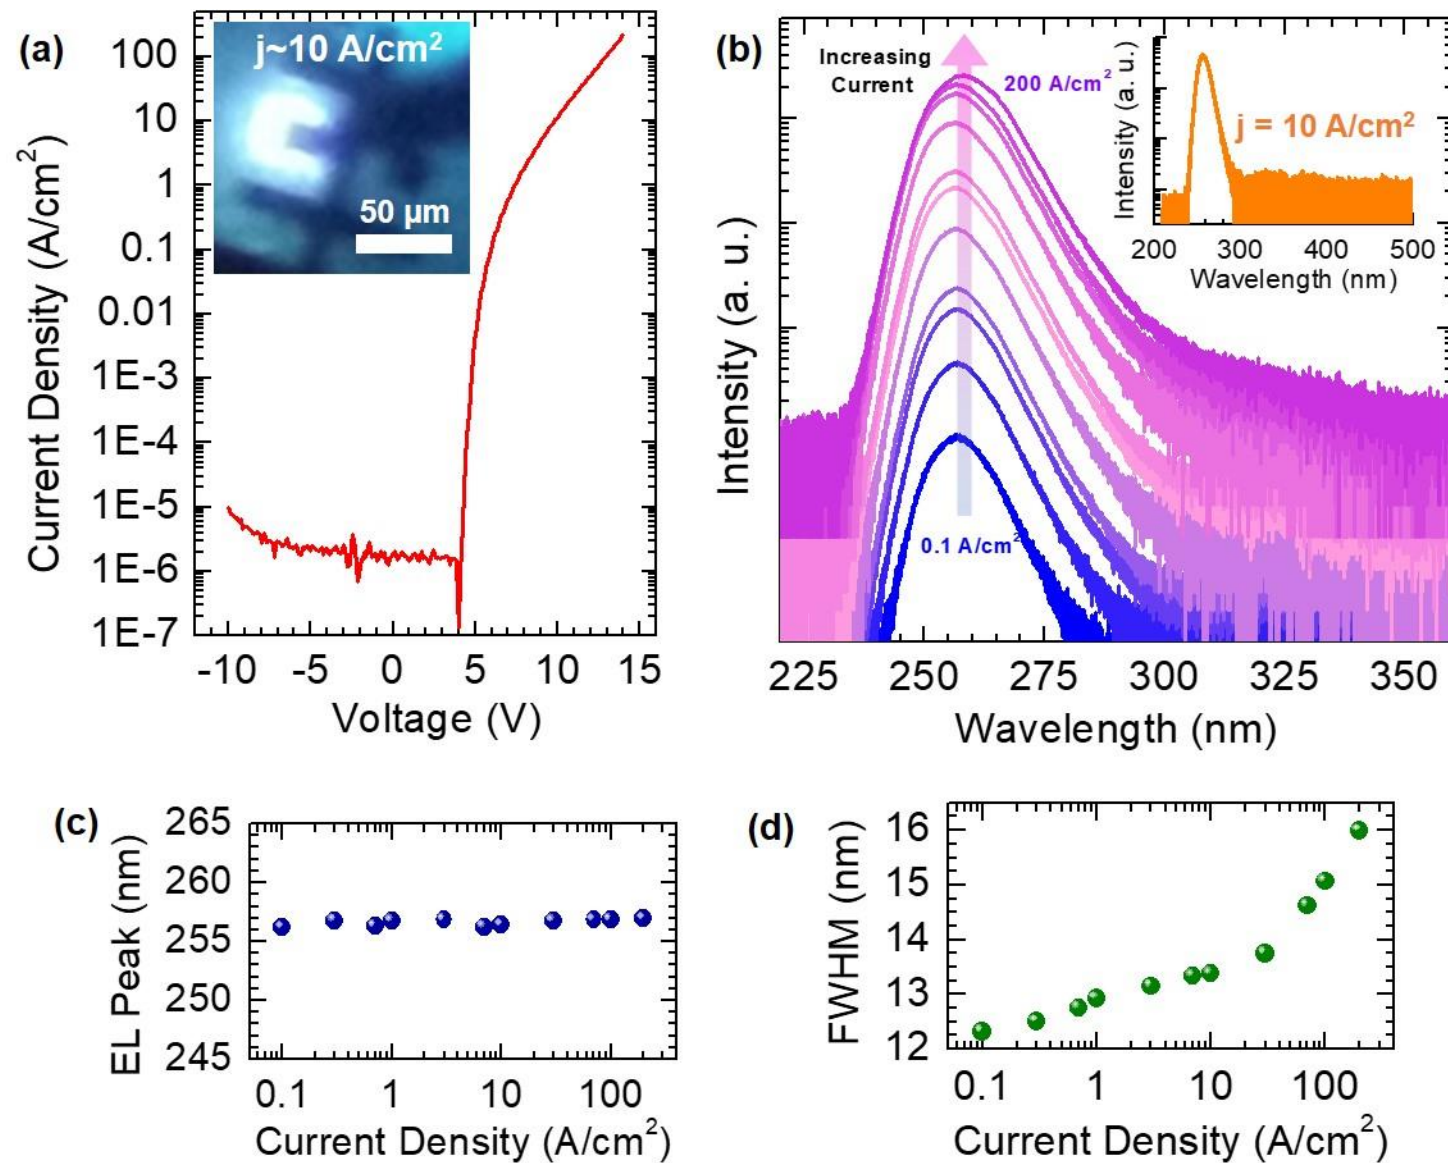 (a)
j~10 A/cm²
50 µm
100
10
1
0.1
0.01
1E-3
1E-4
1E-5
1E-6
1E-7
Current Density (A/cm²)
-10 -5 0 5 10 15
Voltage (V)
(b)
Increasing
Current
200 A/cm²
0.1 A/cm²
Intensity (a. u.)
225 250 275 300 325 350
Wavelength (nm)
j = 10 A/cm²
Intensity (a. u.)
200 300 400 500
Wavelength (nm)
(c)
265
260
255
250
245
EL Peak (nm)
0.1 1 10 100
Current Density (A/cm²)
(d)
16
15
14
13
12
FWHM (nm)
0.1 1 10 100
Current Density (A/cm²)